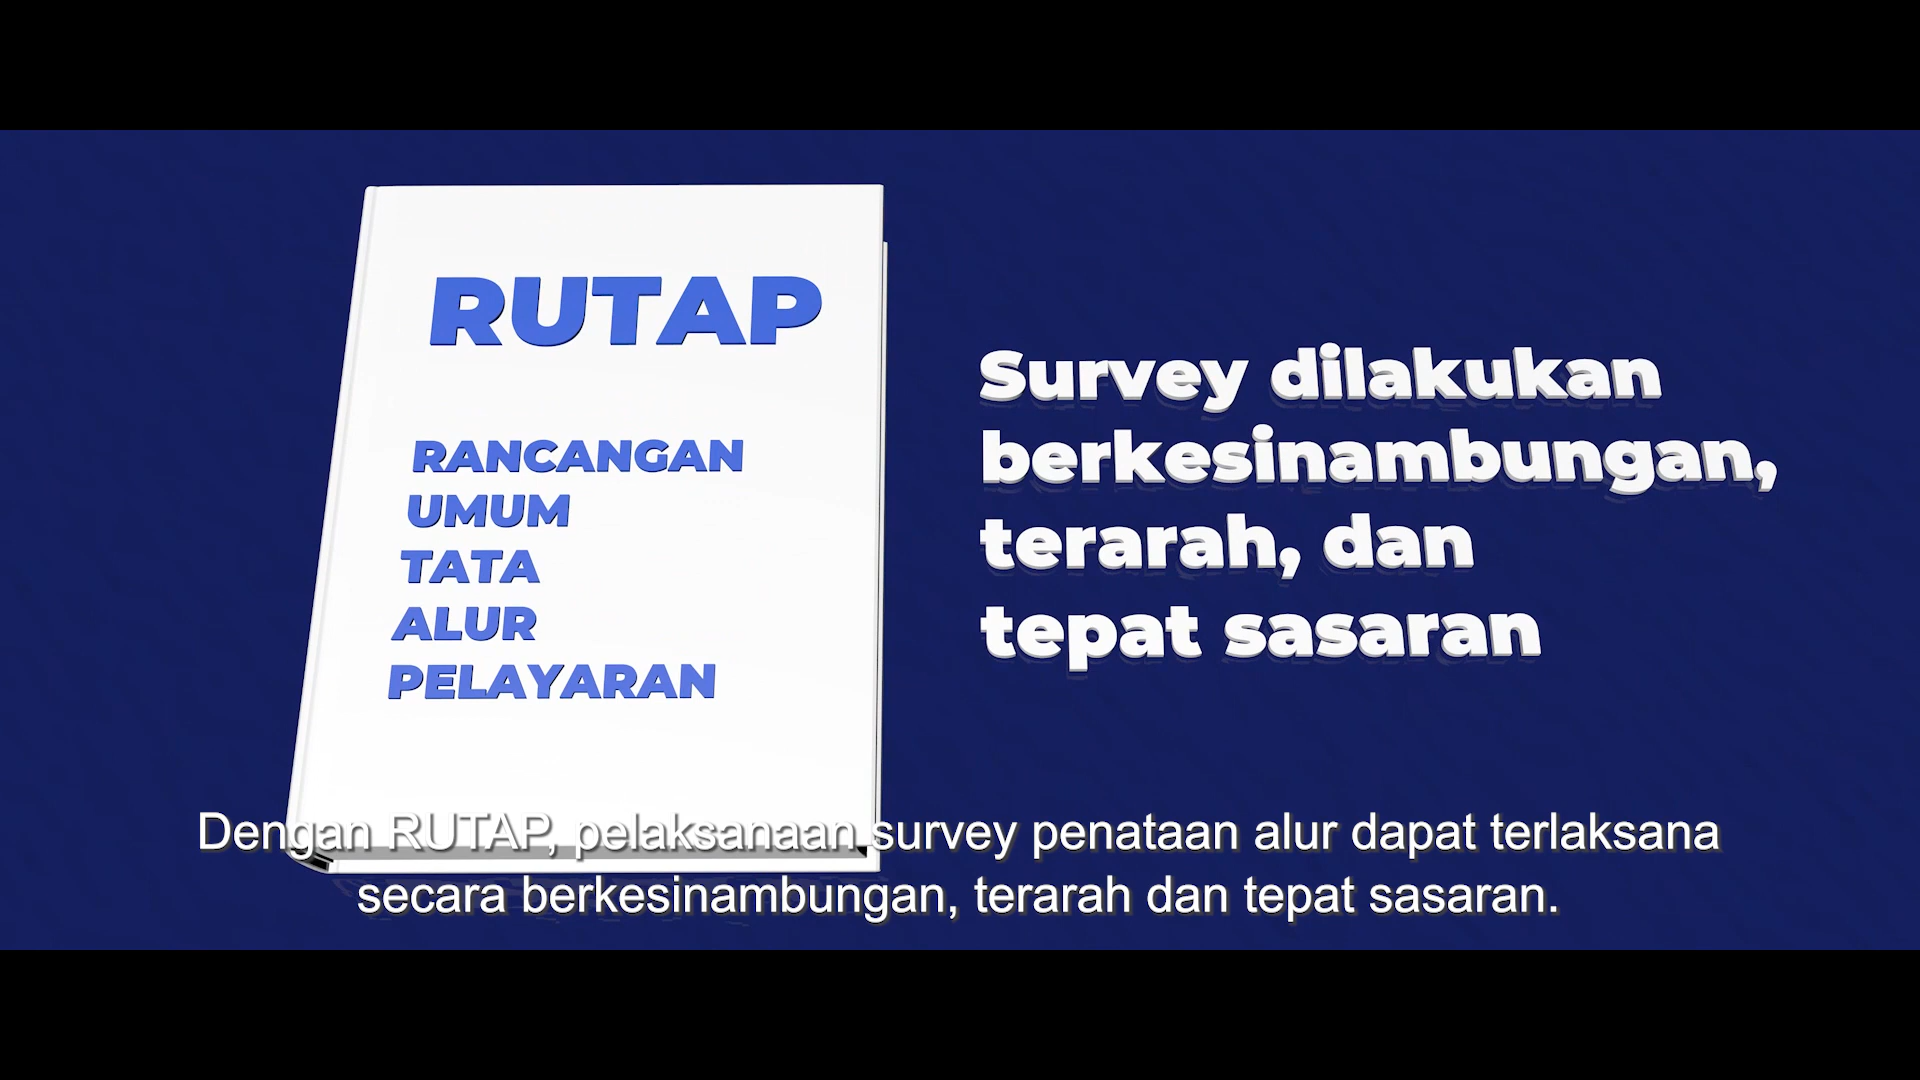 RUTAP
RANCANGAN
UMUM
TATA
ALUR
PELAYARAN
Survey dilakukan
berkesinambungan,
terarah, dan
tepat sasaran
Dengan RUTAP, pelaksanaan survey penataan alur dapat terlaksana
secara berkesinambungan, terarah dan tepat sasaran.